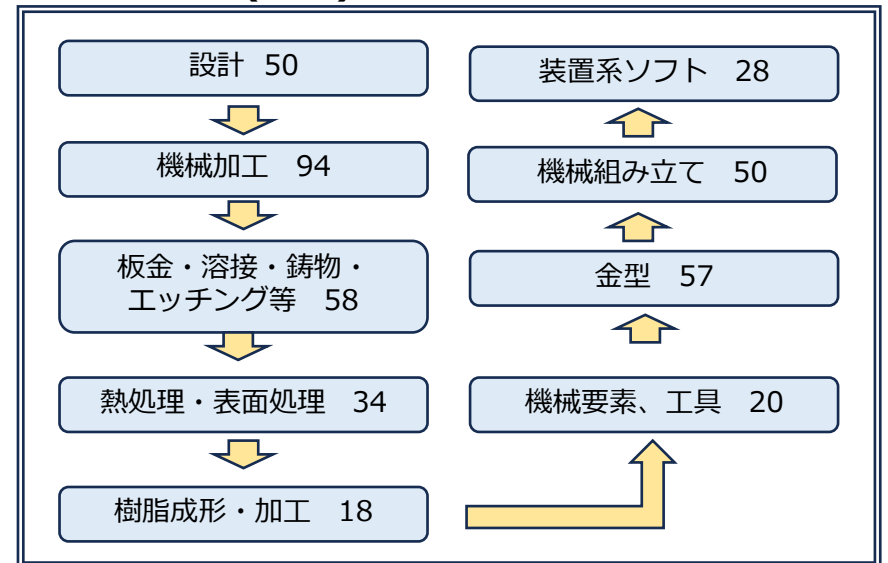 設計 50
機械加工 94
板金・溶接・鋳物・
エッチング等 58
熱処理・表面処理 34
樹脂成形・加工 18
機械要素、工具 20
金型 57
機械組み立て 50
装置系ソフト 28